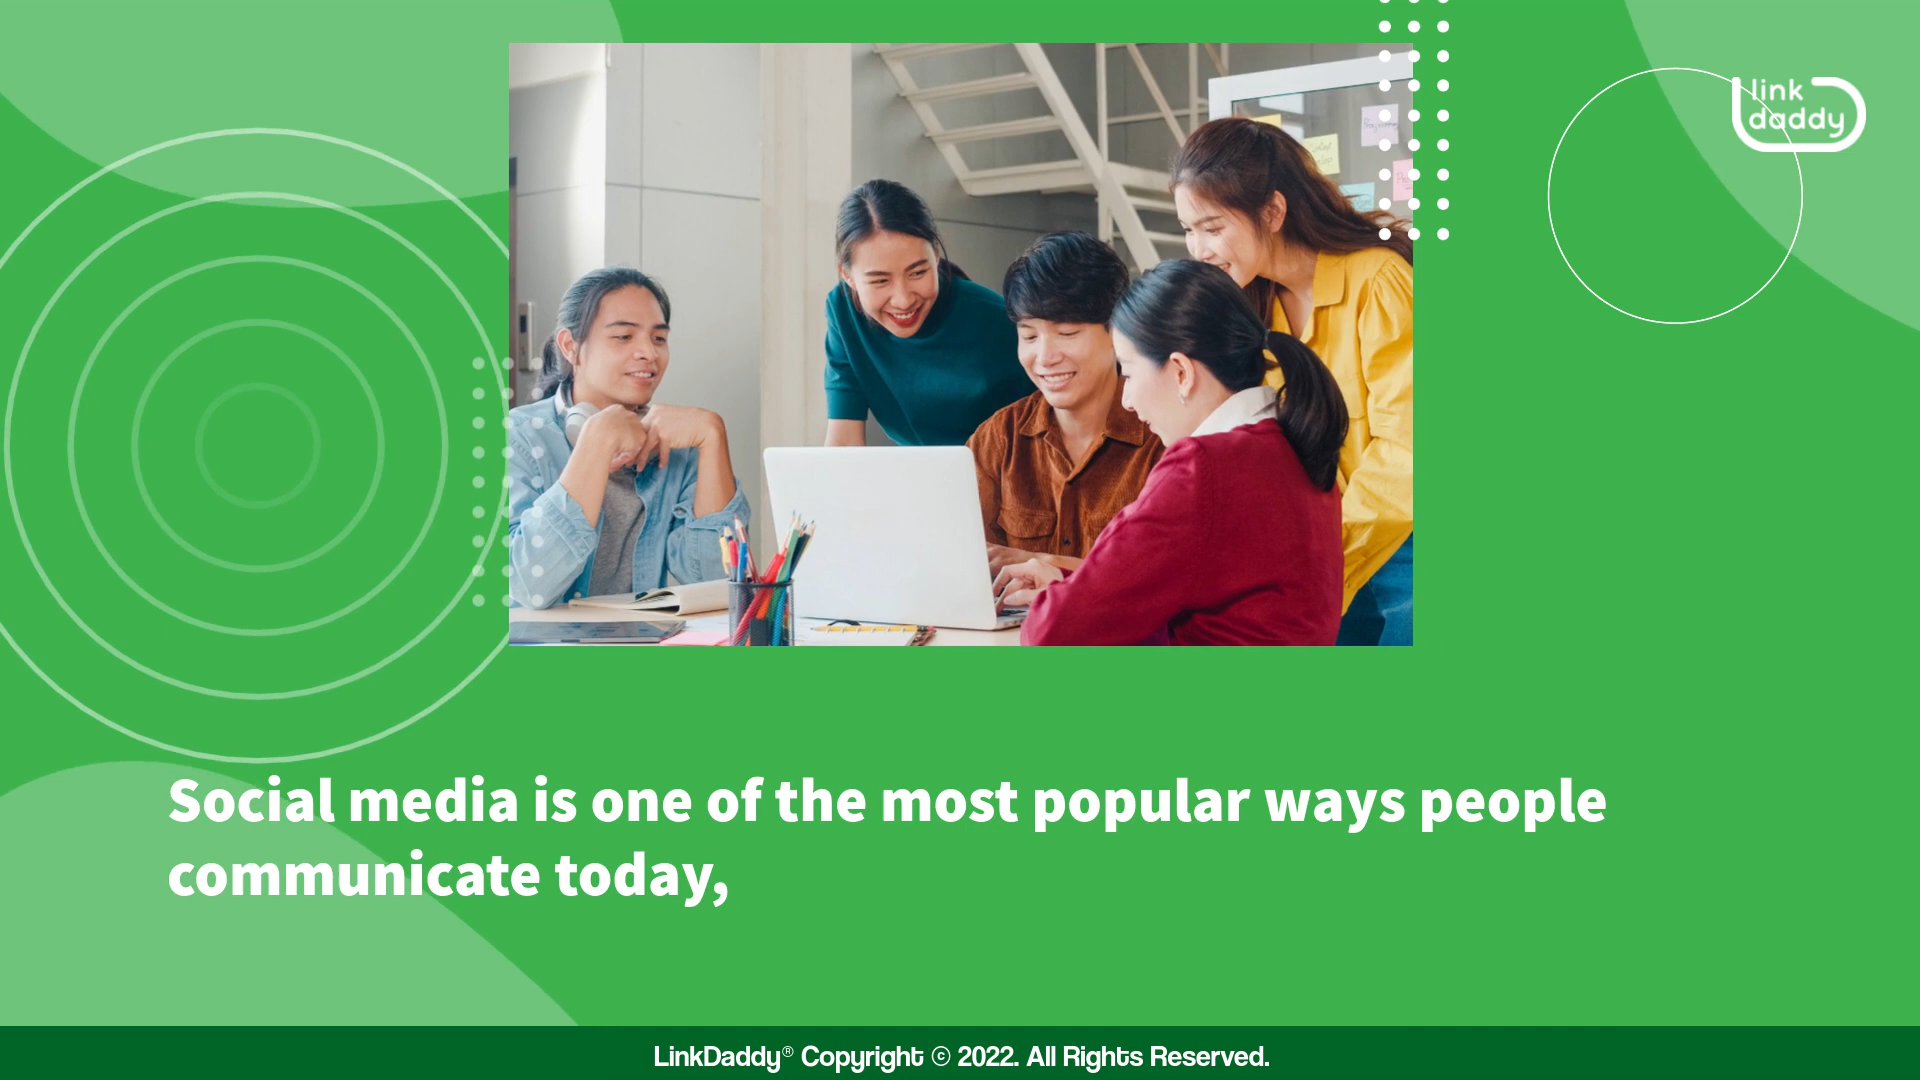 link
daddy
Social media is one of the most popular ways people
communicate today,
LinkDaddy® Copyright © 2022. All Rights Reserved.